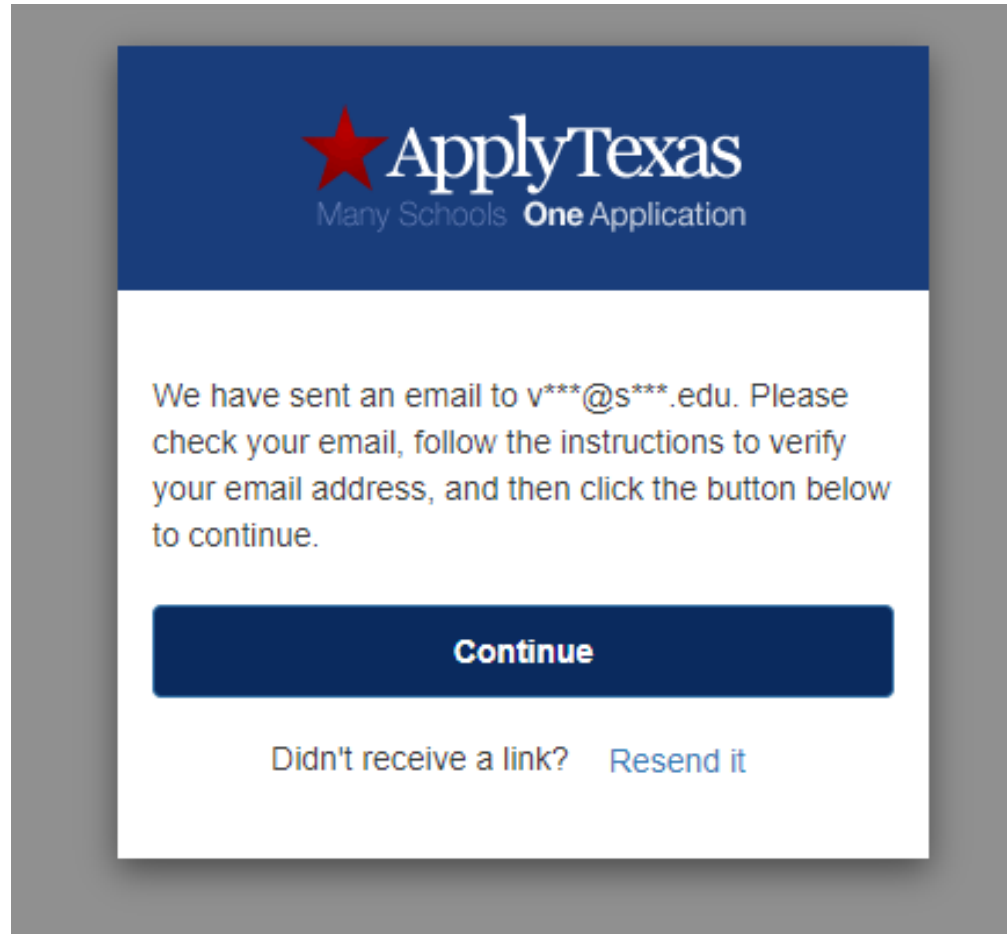 ApplyTexas
Many Schools One Application
We have sent an email to v***@s***.edu. Please
check your email, follow the instructions to verify
your email address, and then click the button below
to continue.
Continue
Didn't receive a link? Resend it